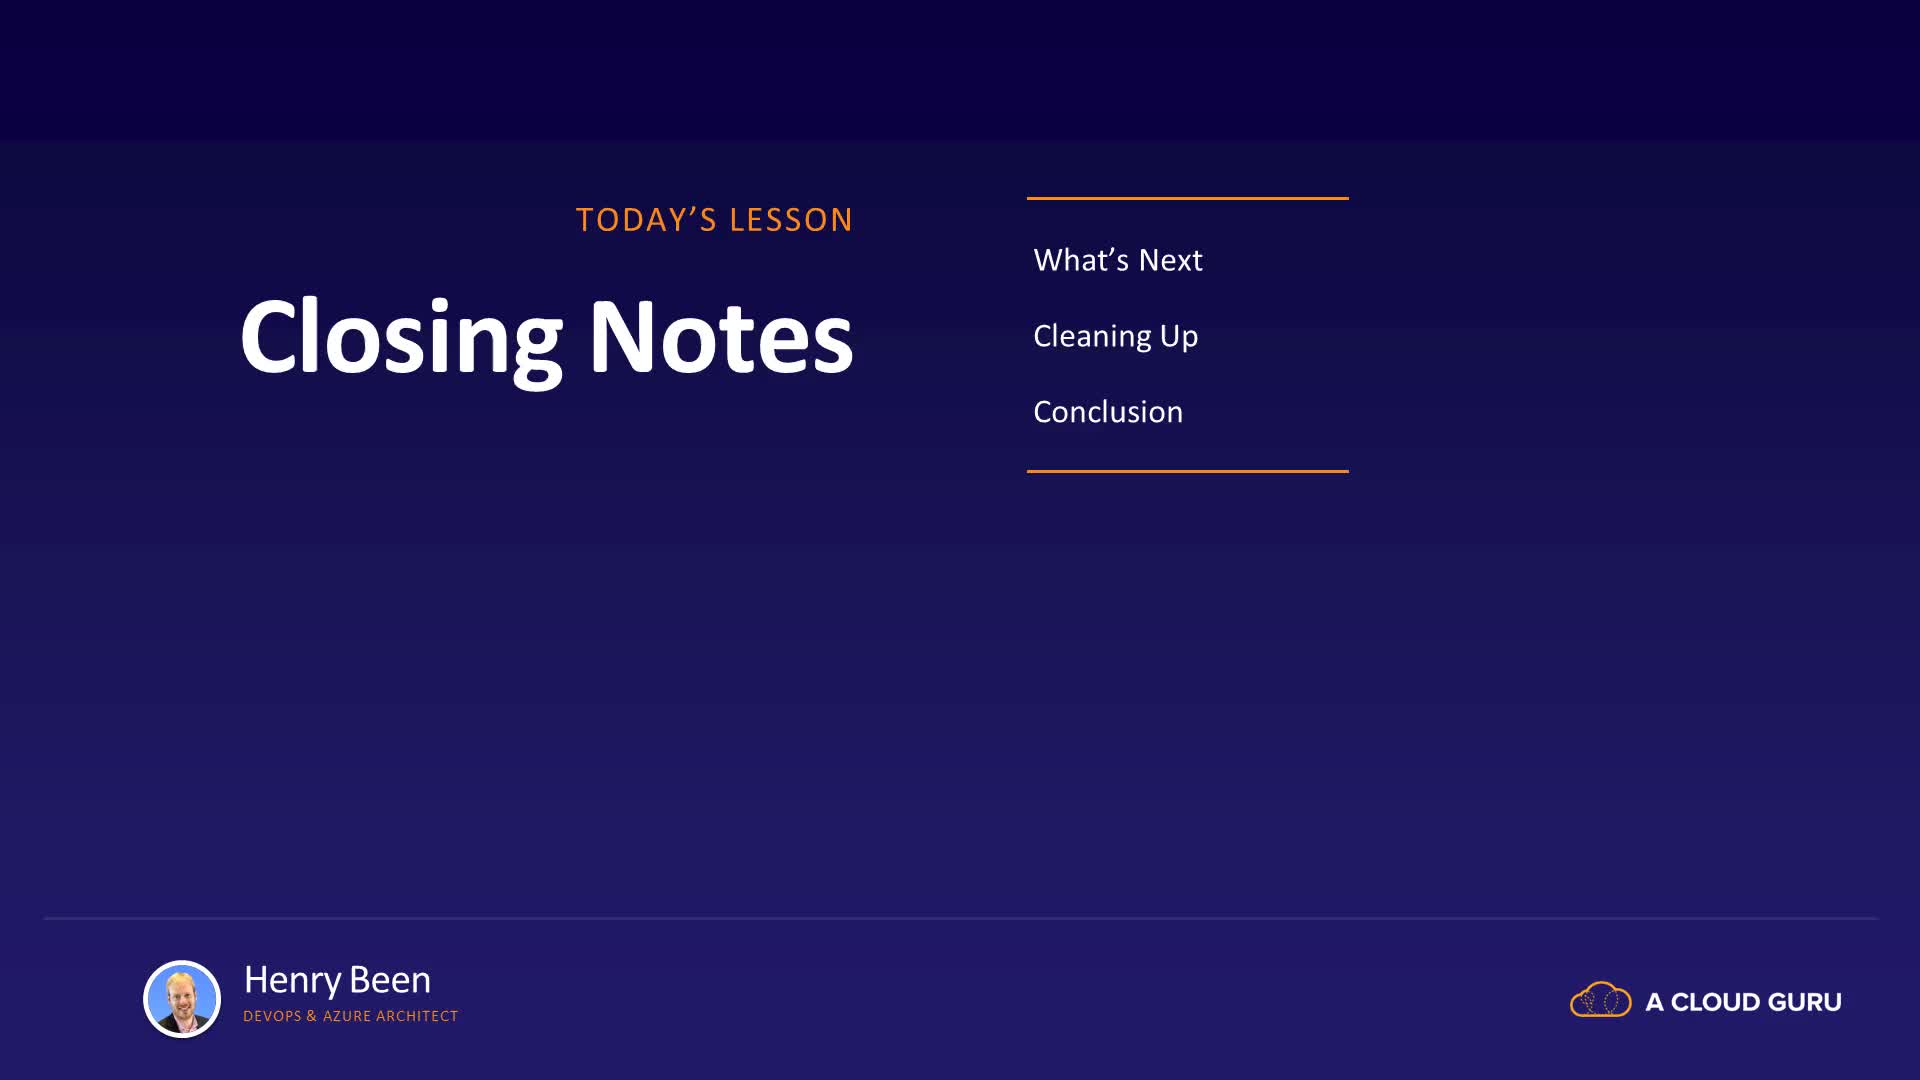 TODAY’S LESSON
Closing Notes
What’s Next
Cleaning Up
Conclusion
Henry Been
DEVOPS & AZURE ARCHITECT
A CLOUD GURU